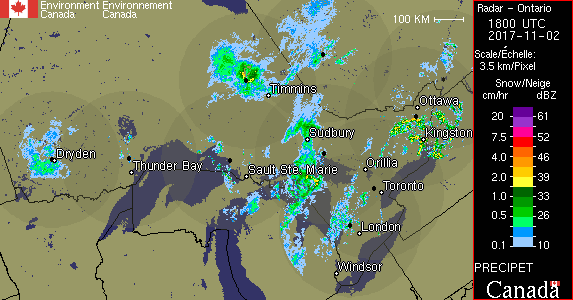 Environment Environnement
Canada Canada
100 KM
Timmins
Ottawa
Sudbury
Kingston
Dryden
Thunder Bay
Sault Ste. Marie
Orillia
Toronto
London
Windsor
Radar - Ontario
1800 UTC
2017-11-02
Scale/Échelle:
3.5 km/Pixel
Snow/Neige
cm/hr dBZ
20 61
7.5 52
4.0 46
2.0 39
1.0 33
0.5 26
0.1 10
PRECIPET
Canada